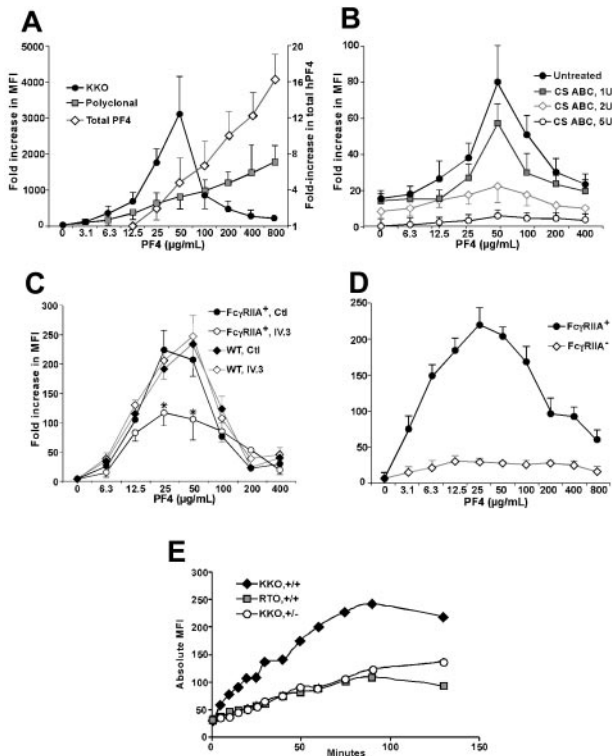 A
B
5000
4000
3000
2000
1000
0
Fold increase in MFI
KKO
Polyclonal
Total PF4
20
16
12
7
4
1
Fold-increase in total hPF4
0 3.1 6.3 12.5 25 50 100 200 400 800
PF4 (µg/mL)
100
80
60
40
20
0
Fold increase in MFI
Untreated
CS ABC, 1U
CS ABC, 2U
CS ABC, 5U
0 6.3 12.5 25 50 100 200 400
PF4 (µg/mL)
C
D
300
250
200
150
100
50
0
Fold increase in MFI
FcγRIIA+, Ctl
FcγRIIA+, IV.3
WT, Ctl
WT, IV.3
* *
0 6.3 12.5 25 50 100 200 400
PF4 (µg/mL)
300
250
200
150
100
50
0
Fold increase in MFI
FcγRIIA+
FcγRIIA-
0 3.1 6.3 12.5 25 50 100 200 400 800
PF4 (µg/mL)
E
300
250
200
150
100
50
0
Absolute MFI
KKO,+/+
RTO,+/+
KKO,+/-
0 50 100 150
Minutes